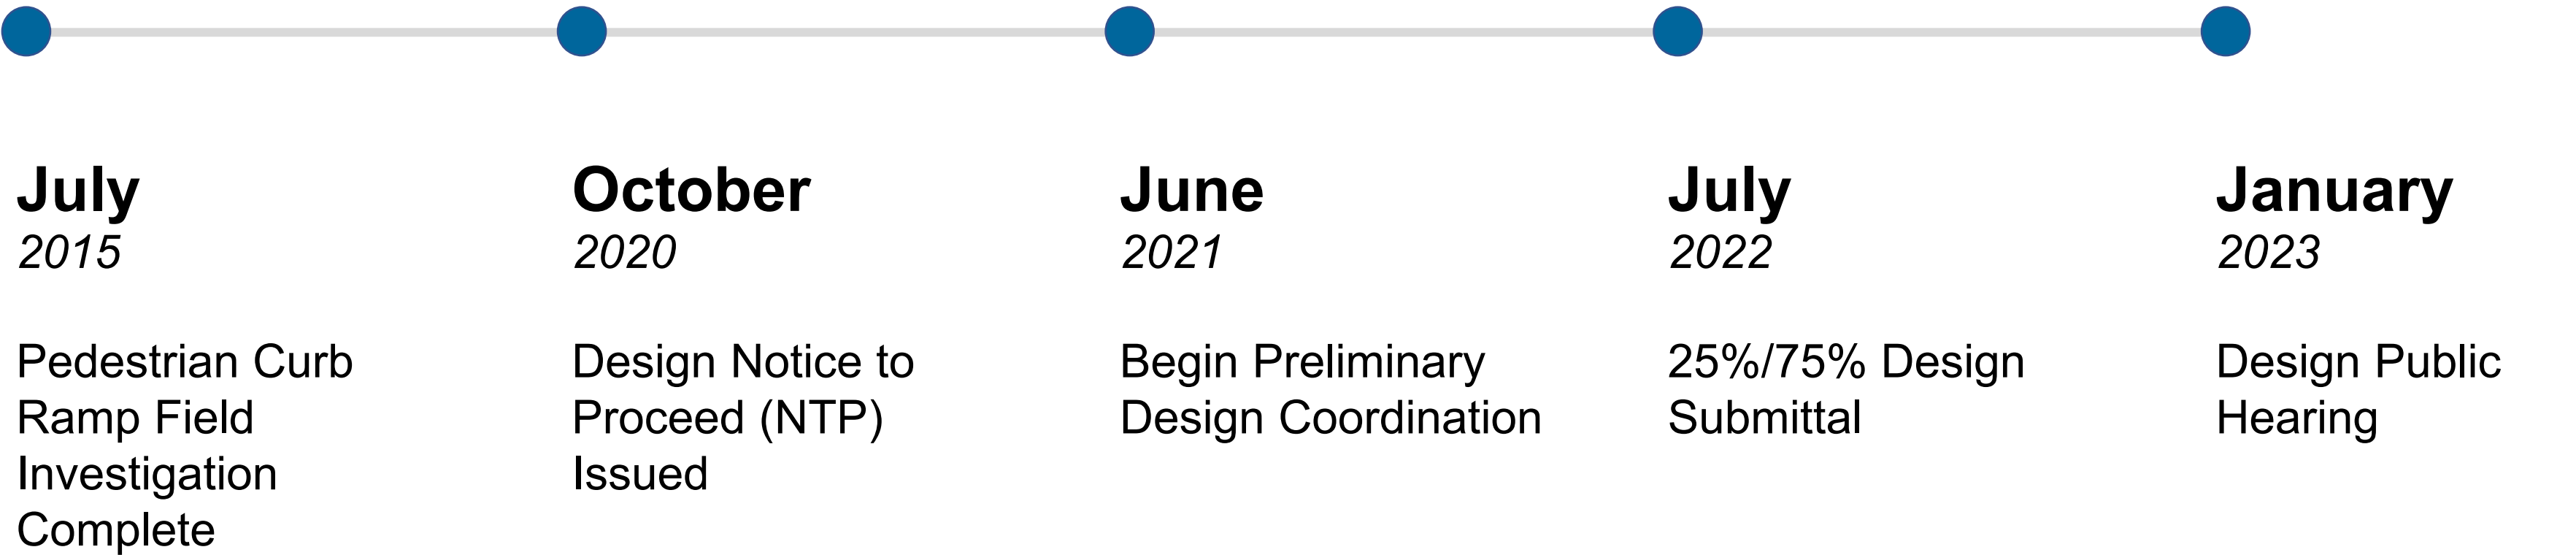 July
2015
Pedestrian Curb
Ramp Field
Investigation
Complete
October
2020
Design Notice to
Proceed (NTP)
Issued
June
2021
Begin Preliminary
Design Coordination
July
2022
25%/75% Design
Submittal
January
2023
Design Public
Hearing